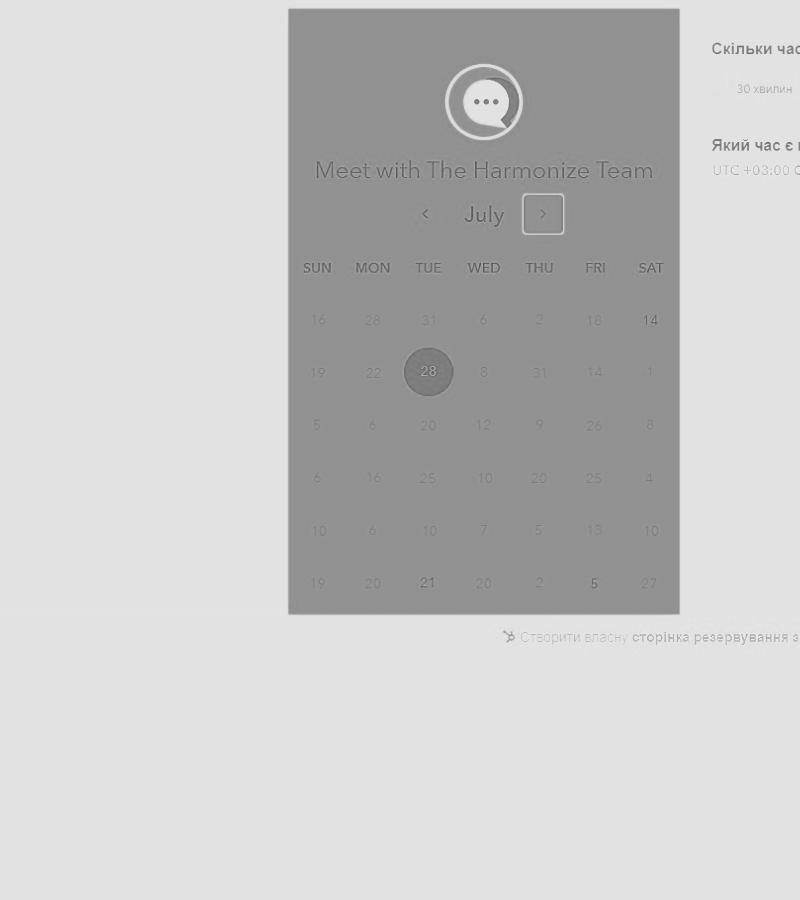 Meet with The Harmonize Team
July
SUN MON TUE WED THU FRI SAT
16 28 31 6 2 18 14
19 22 28 8 31 14 1
5 6 20 12 9 26 8
6 16 25 10 20 25 4
10 6 10 7 5 13 10
19 20 21 20 2 5 27
Скільки час
30 хвилин
Який час є
UTC +03:00
Створити власну сторінка резервування з